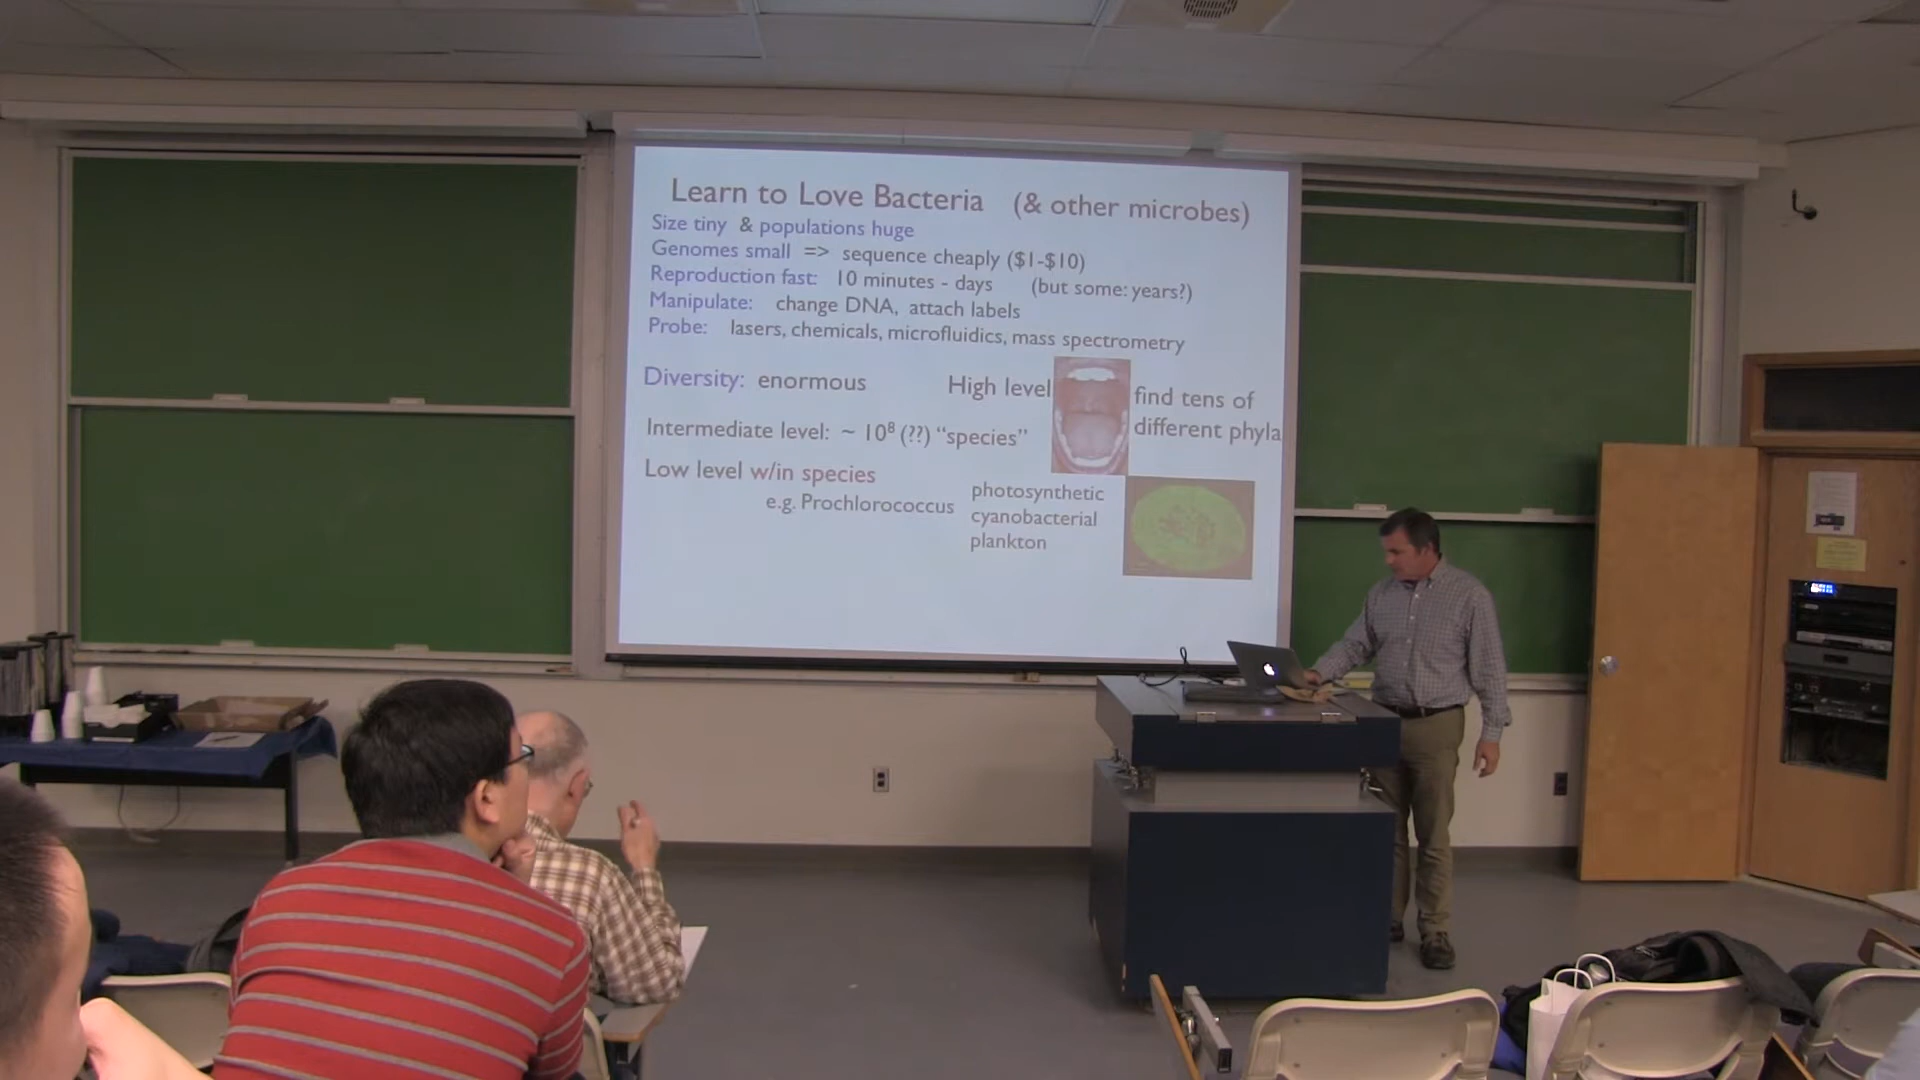 Learn to Love Bacteria (& other microbes)
Size tiny & populations huge
Genomes small => sequence cheaply ($1-$10)
Reproduction fast: 10 minutes - days (but some: years?)
Manipulate: change DNA, attach labels
Probe: lasers, chemicals, microfluidics, mass spectrometry
Diversity: enormous
High level
find tens of
different phyla
Intermediate level: ~ 10⁸ (??) “species”
Low level w/in species
e.g. Prochlorococcus
photosynthetic
cyanobacterial
plankton